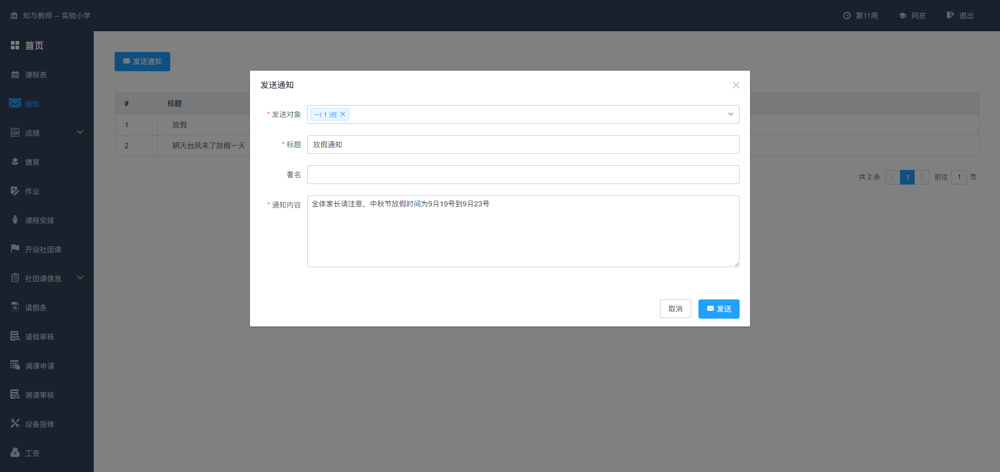 知与教师 -- 实验小学
第11周
阿皮
退出
首页
课程表
通知
成绩
德育
作业
课程安排
开设社团课
社团课信息
请假条
请假审核
调课申请
调课审核
设备报修
工资
发送通知
# 标题
1 放假
2 明天台风来了放假一天
共 2 条 1 前往 1 页
发送通知
* 发送对象 一( 1 )班
* 标题 放假通知
署名
* 通知内容 全体家长请注意，中秋节放假时间为9月19号到9月23号
取消 发送